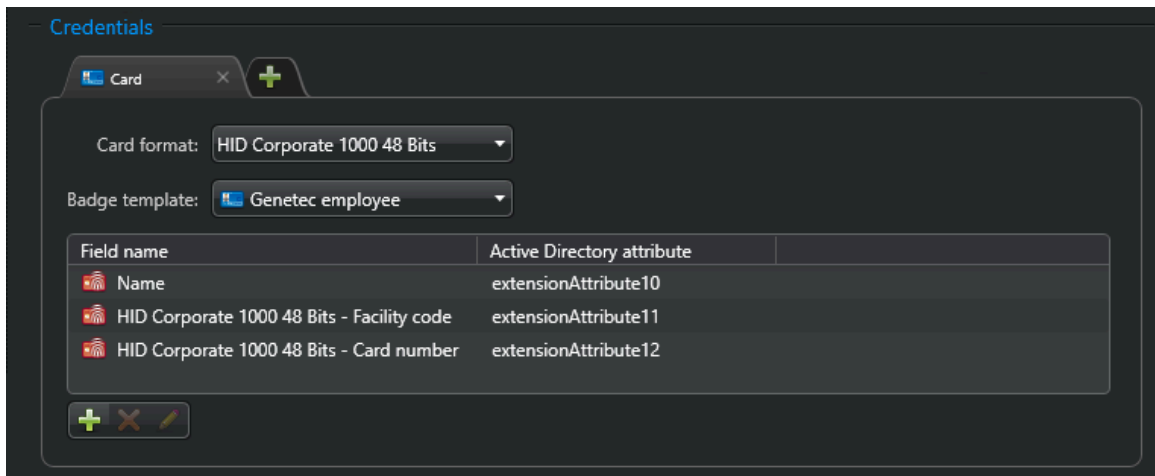 Credentials
Card
Card format: HID Corporate 1000 48 Bits
Badge template: Genetec employee
Field name Active Directory attribute
Name extensionAttribute10
HID Corporate 1000 48 Bits - Facility code extensionAttribute11
HID Corporate 1000 48 Bits - Card number extensionAttribute12